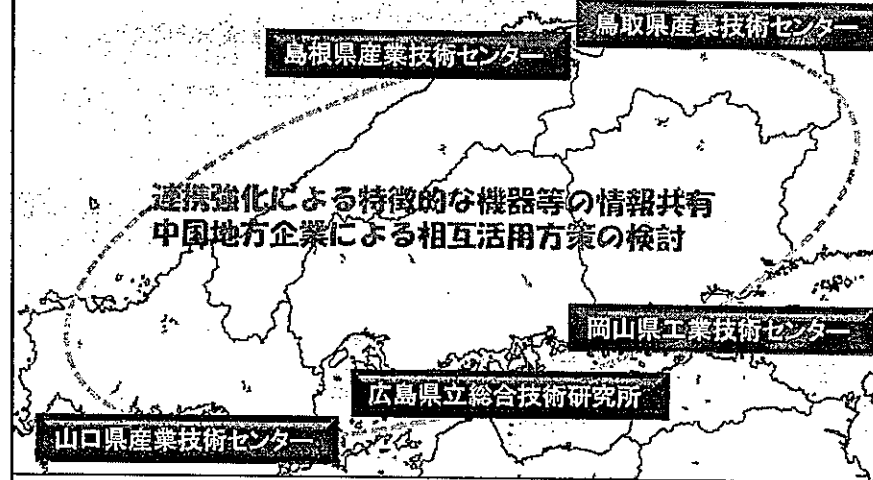 鳥取県産業技術センター
島根県産業技術センター
連携強化による特徴的な機器等の情報共有
中国地方企業による相互活用方策の検討
岡山県工業技術センター
広島県立総合技術研究所
山口県産業技術センター